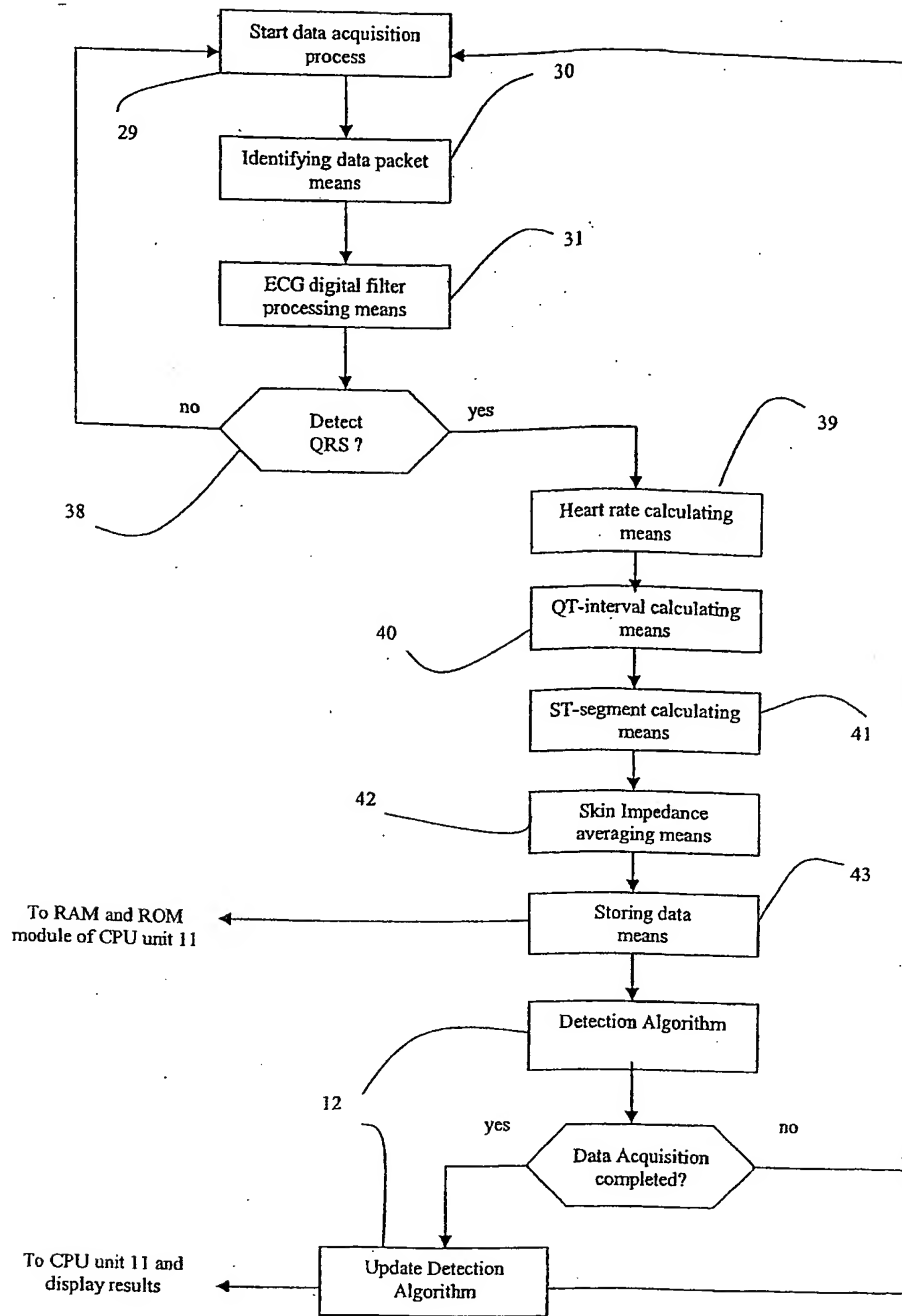 Start data acquisition
process
30
29
Identifying data packet
means
31
ECG digital filter
processing means
no
yes
Detect
QRS ?
39
38
Heart rate calculating
means
QT-interval calculating
means
40
ST-segment calculating
means
41
42
Skin Impedance
averaging means
43
To RAM and ROM
module of CPU unit 11
Storing data
means
Detection Algorithm
12
yes
no
Data Acquisition
completed?
To CPU unit 11 and
display results
Update Detection
Algorithm